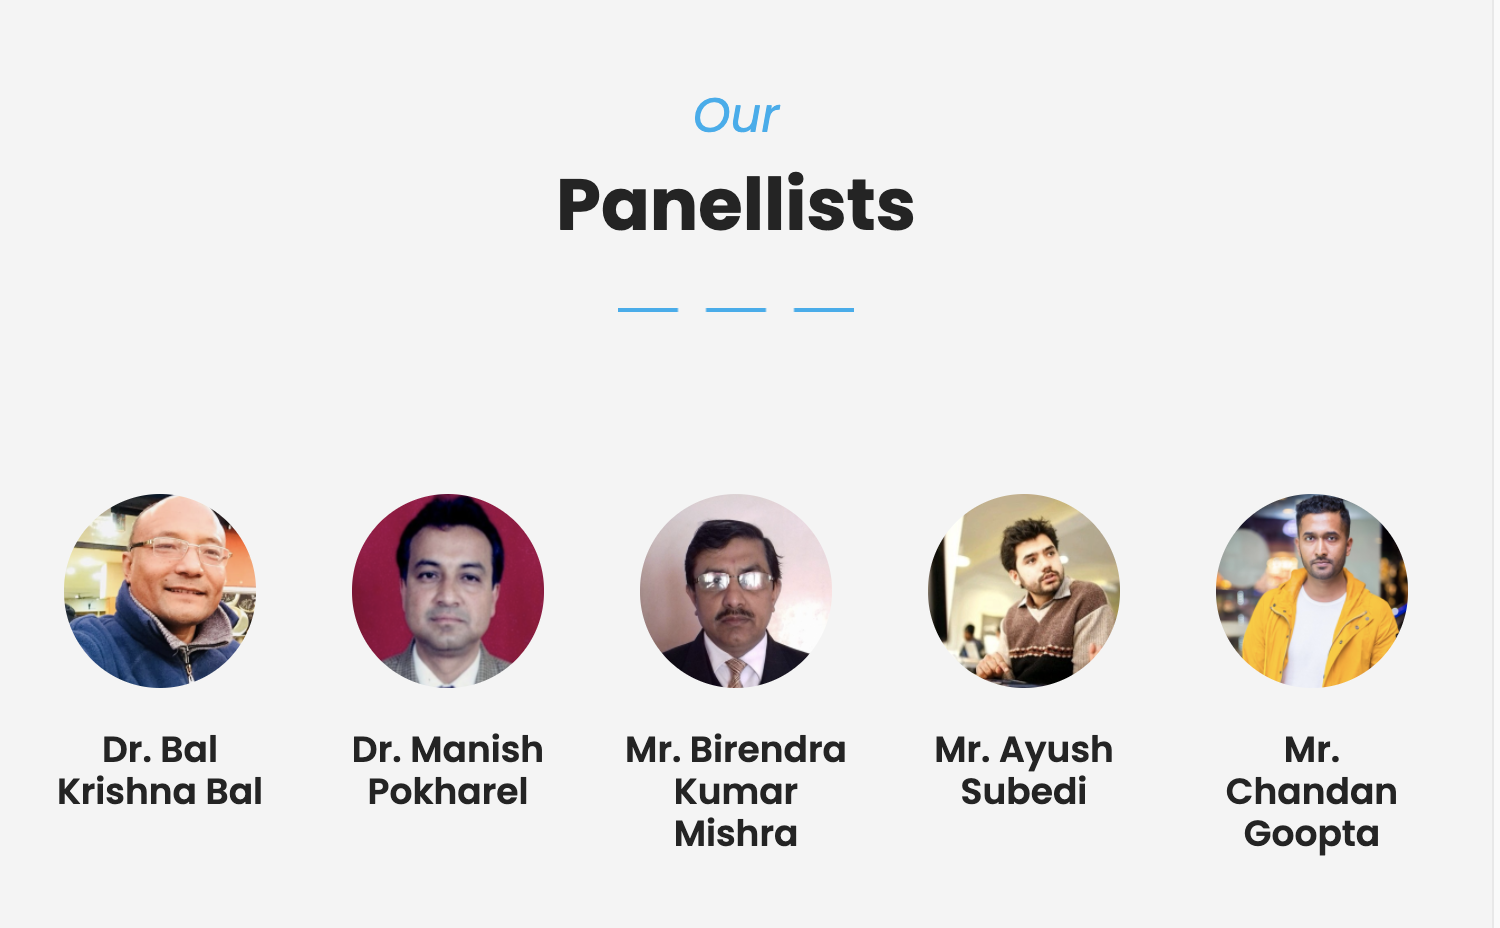 Our
Panellists
Dr. Bal
Krishna Bal
Dr. Manish
Pokharel
Mr. Birendra
Kumar
Mishra
Mr. Ayush
Subedi
Mr.
Chandan
Goopta